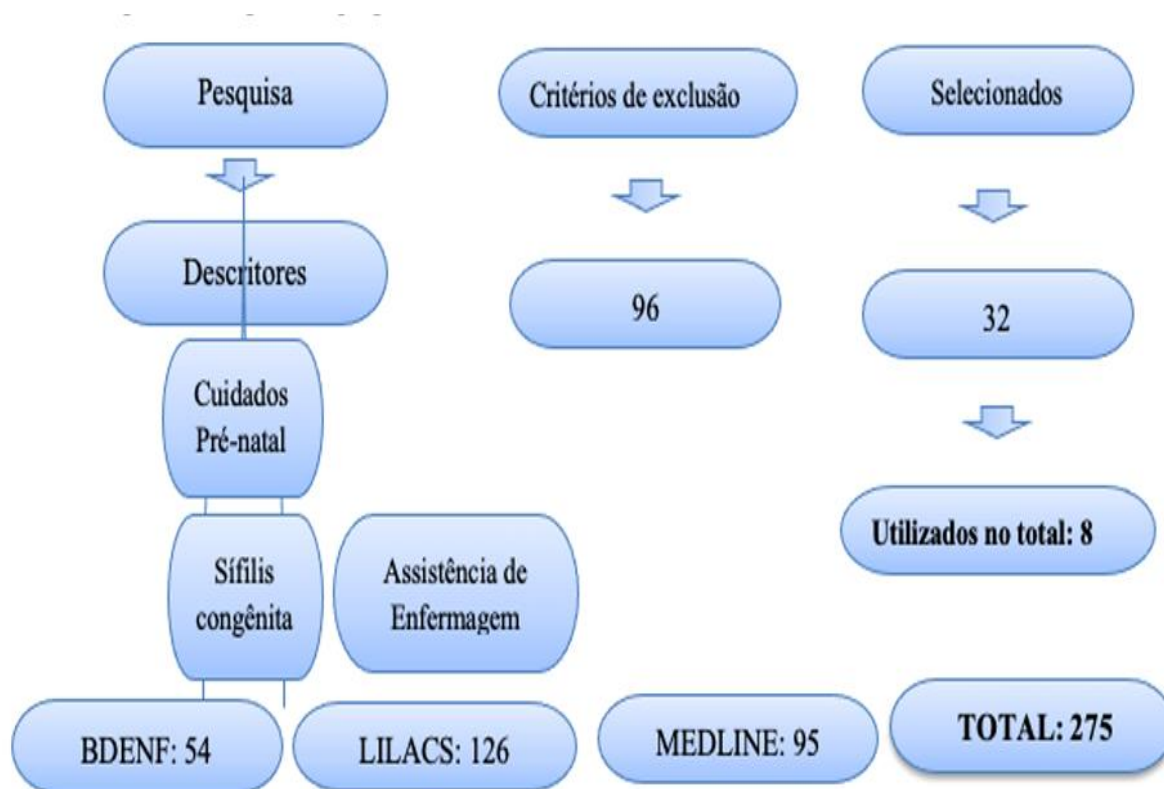 Pesquisa
Critérios de exclusão
Selecionados
Descritores
96
32
Cuidados
Pré-natal
Utilizados no total: 8
Sífilis
congênita
Assistência de
Enfermagem
BDENF: 54
LILACS: 126
MEDLINE: 95
TOTAL: 275